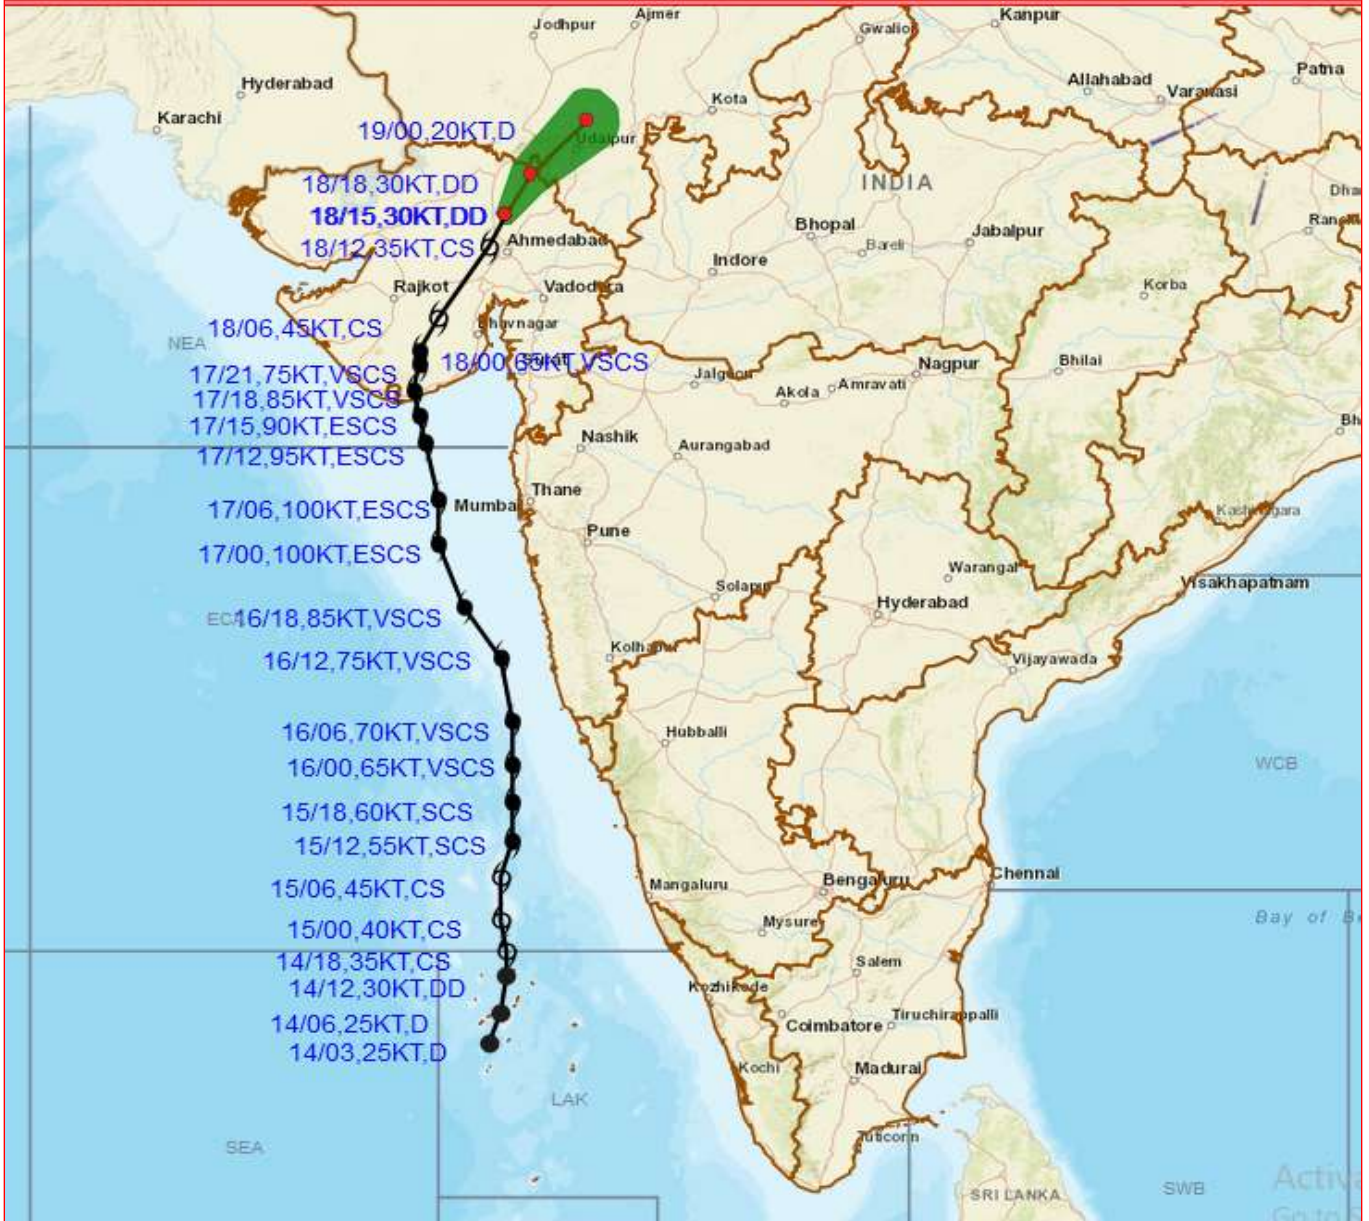 Jodhpur
Ajmer
Kanpur
Gwalior
Hyderabad
Allahabad
Patna
Karachi
Kota
Varanasi
19/00,20KT,D
Udaipur
18/18,30KT,DD
INDIA
18/15,30KT,DD
18/12,35KT,CS
Ahmedabad
Bhopal
Bareli
Jabalpur
Indore
Rajkot
Vadodara
Korba
18/06,45KT,CS
Bhavnagar
NEA
18/00,65KT,VSCS
Surat
Bhilai
17/21,75KT,VSCS
Jalgaon
Nagpur
17/18,85KT,VSCS
Akola
Amravati
17/15,90KT,ESCS
Nashik
17/12,95KT,ESCS
Aurangabad
Thane
17/06,100KT,ESCS
Mumbai
Pune
17/00,100KT,ESCS
Warangal
Solapur
Visakhapatnam
Hyderabad
16/18,85KT,VSCS
Kolhapur
16/12,75KT,VSCS
Vijayawada
16/06,70KT,VSCS
Hubballi
16/00,65KT,VSCS
WCB
15/18,60KT,SCS
15/12,55KT,SCS
15/06,45KT,CS
Mangaluru
Bengaluru
Chennai
15/00,40KT,CS
Mysure
Bay of B
14/18,35KT,CS
Salem
14/12,30KT,DD
Kozhikode
14/06,25KT,D
Coimbatore
Tiruchirappalli
14/03,25KT,D
Kochi
Madurai
LAK
SEA
Tuticorin
SRI LANKA
SWB
Activa
Go to S